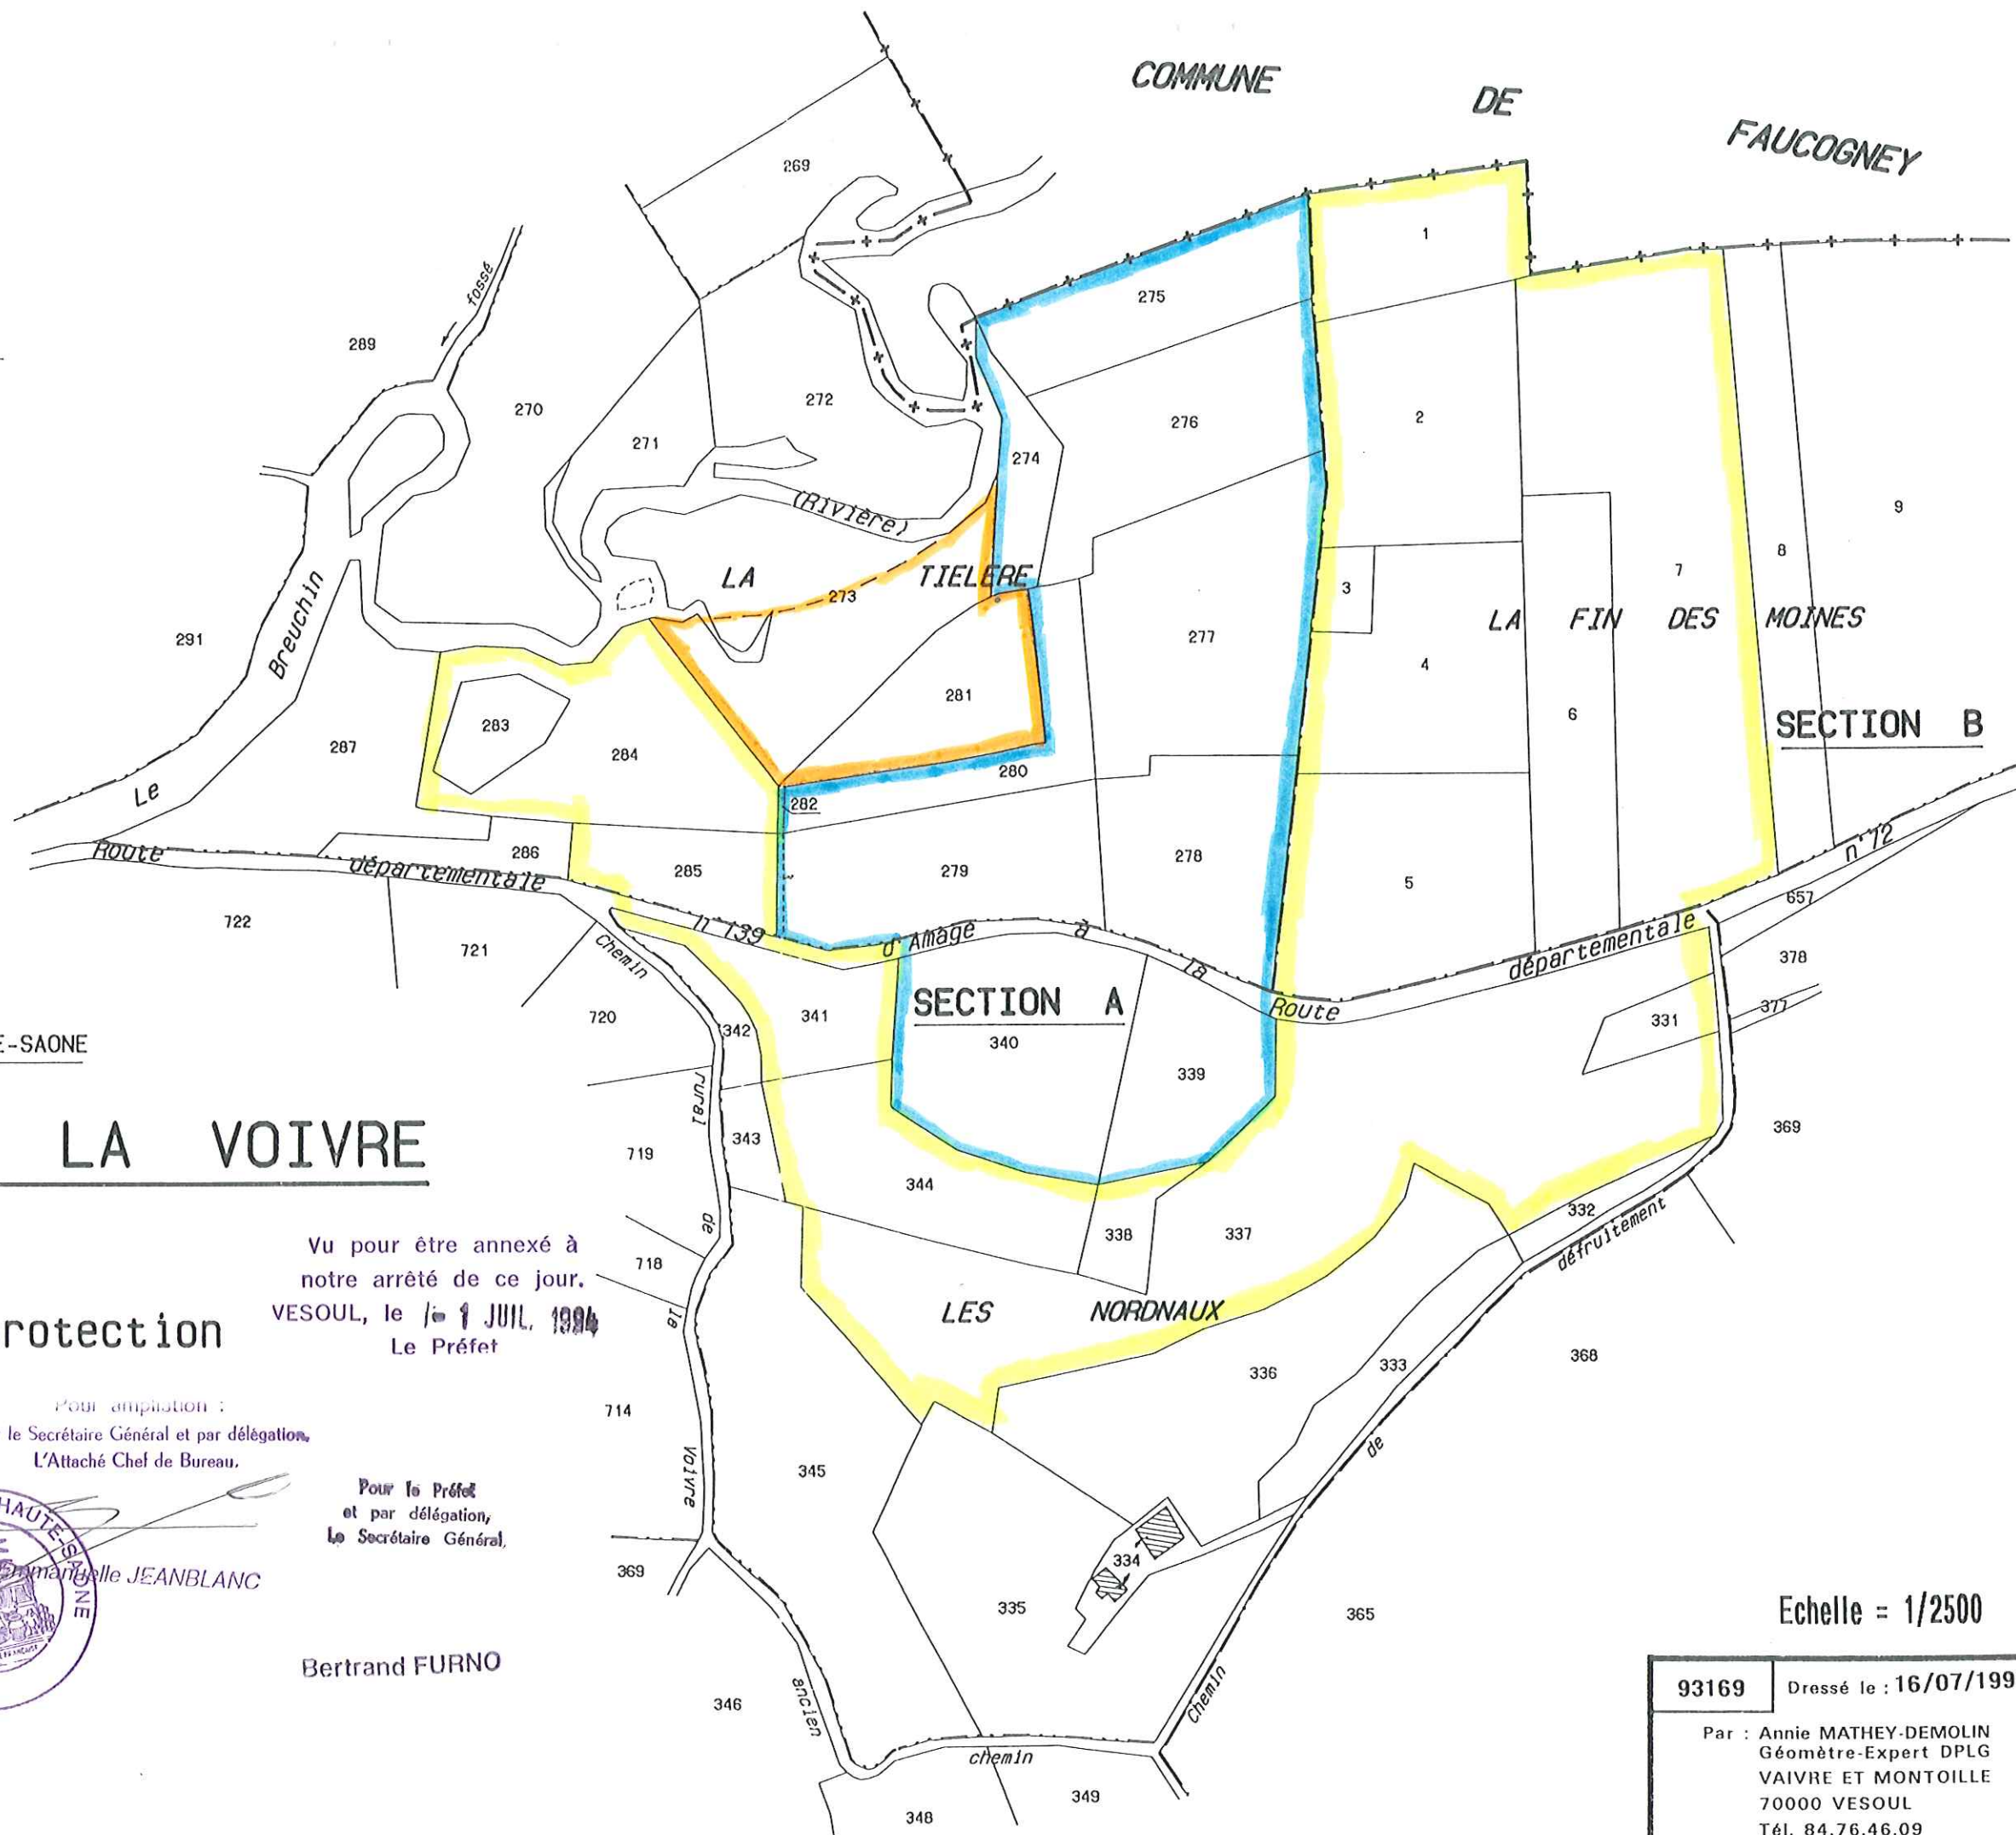 COMMUNE DE FAUCOGNEY
269
1
275
fossé
289
270
272
271
274
276
2
9
(Rivière)
8
7
LA TIELERE
273
3
LA FIN DES MOINES
291
Breuchin
277
4
281
6
SECTION B
283
287
284
280
Le
282
n°72
Route départementale
286
285
279
278
5
657
722
721
n°139
d'Amage à la Route départementale
378
Chemin
SECTION A
377
331
720
342
341
340
339
E-SAONE
rural
LA VOIVRE
343
719
369
344
de
338
337
332
défruitement
Vu pour être annexé à
notre arrêté de ce jour.
VESOUL, le 1 JUIL. 1994
Le Préfet
718
la
LES NORDNAUX
rotection
336
333
368
Pour ampliation :
le Secrétaire Général et par délégation,
L'Attaché Chef de Bureau.
714
de
Voivre
345
Pour le Préfet
et par délégation,
Le Secrétaire Général,
HAUTE-SAONE
Emmanuelle JEANBLANC
369
334
335
365
Echelle = 1/2500
Bertrand FURNO
346
ancien
Chemin
chemin
349
348
93169
Dressé le : 16/07/199
Par : Annie MATHEY-DEMOLIN
Géomètre-Expert DPLG
VAIVRE ET MONTOILLE
70000 VESOUL
Tél. 84.76.46.09